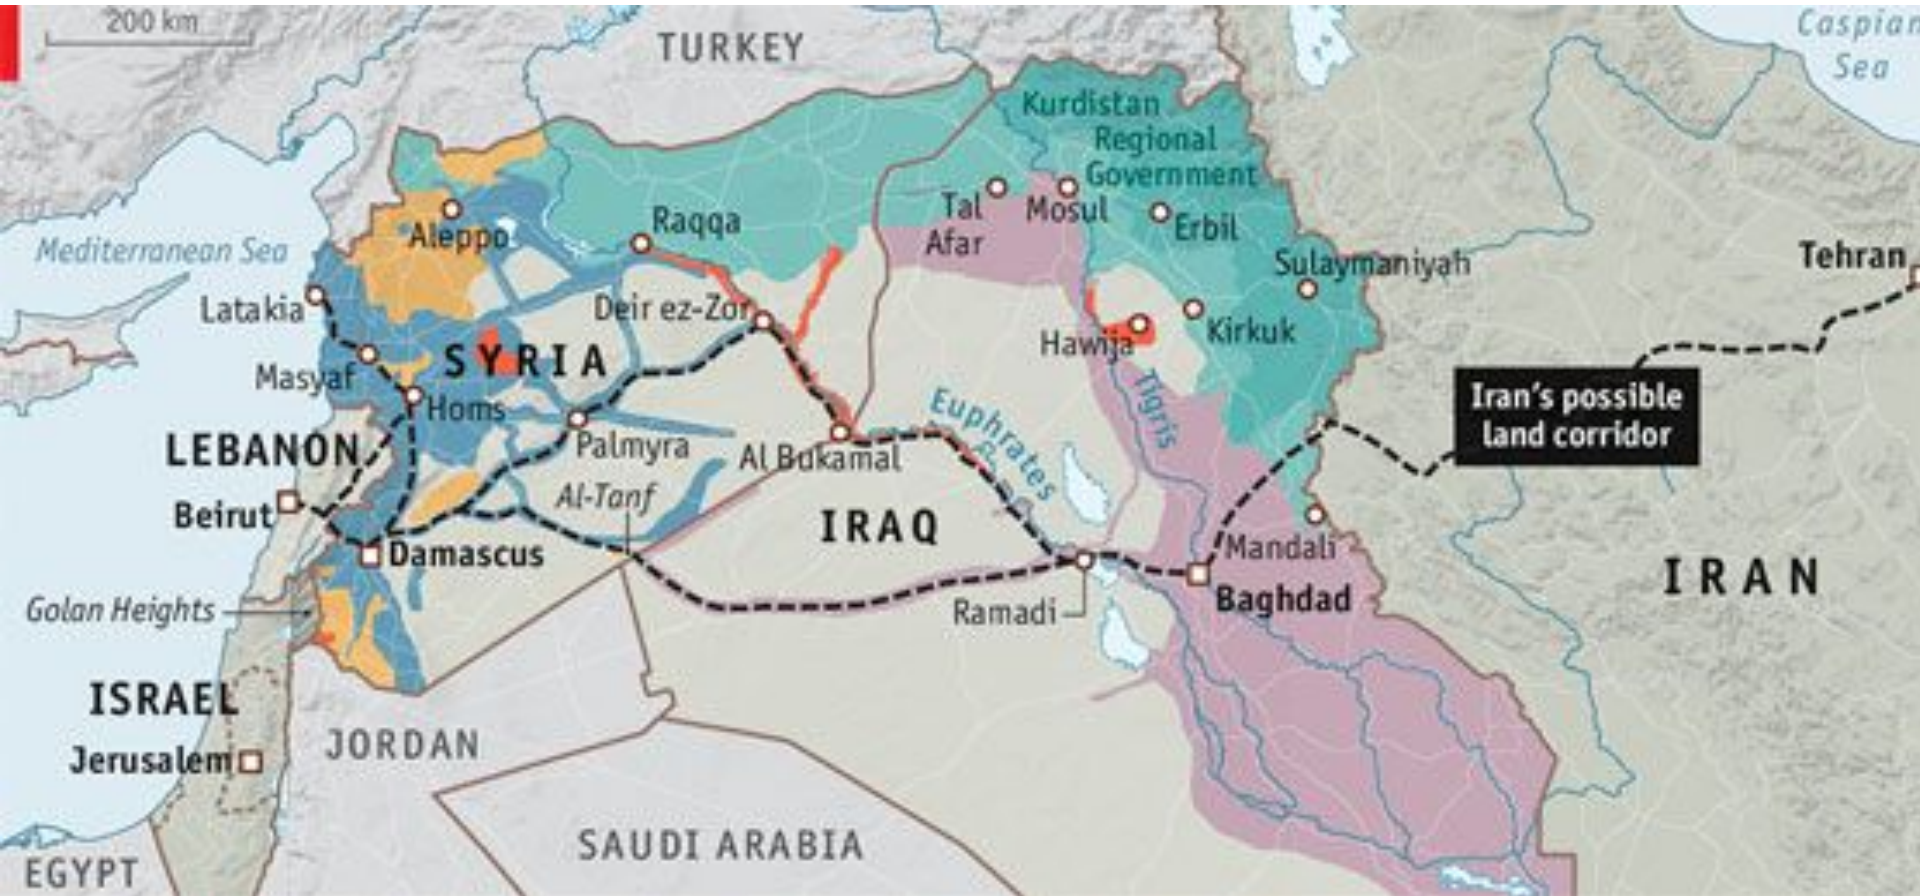 200 km
TURKEY
Caspian
Sea
Kurdistan
Regional
Government
Tal
Afar
Mosul
Erbil
Raqqa
Aleppo
Mediterranean Sea
Sulaymaniyah
Tehran
Latakia
Deir ez-Zor
Kirkuk
Hawija
SYRIA
Masyaf
Homs
Tigris
Euphrates
Iran's possible
land corridor
LEBANON
Palmyra
Al Bukamal
Al-Tanf
Beirut
IRAQ
Damascus
Mandali
Baghdad
IRAN
Golan Heights
Ramadi
ISRAEL
JORDAN
Jerusalem
SAUDI ARABIA
EGYPT